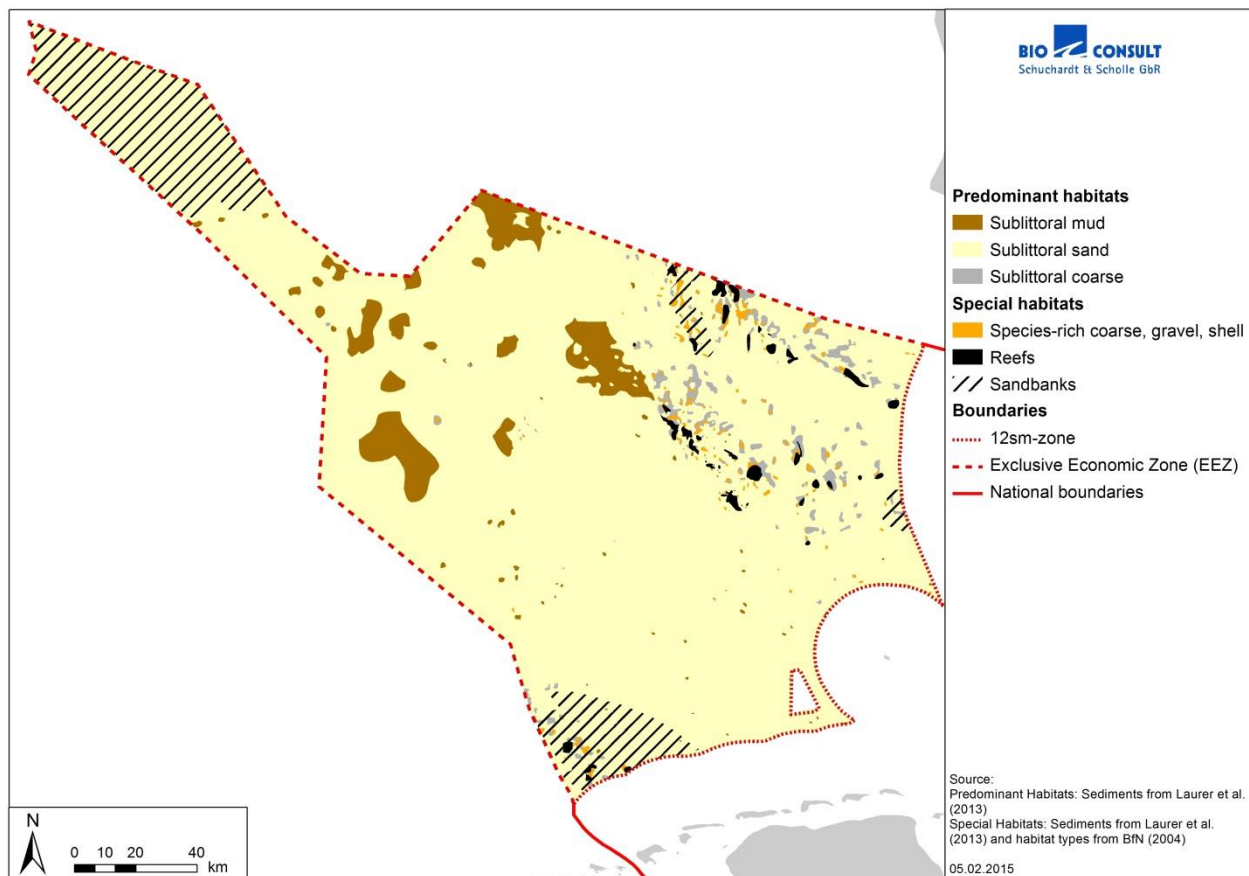 BIO CONSULT
Schuchardt & Scholle GbR
Predominant habitats
Sublittoral mud
Sublittoral sand
Sublittoral coarse
Special habitats
Species-rich coarse, gravel, shell
Reefs
Sandbanks
Boundaries
12sm-zone
Exclusive Economic Zone (EEZ)
National boundaries
Source:
Predominant Habitats: Sediments from Laurer et al.
(2013)
Special Habitats: Sediments from Laurer et al.
(2013) and habitat types from BfN (2004)
05.02.2015
N
0 10 20 40
km